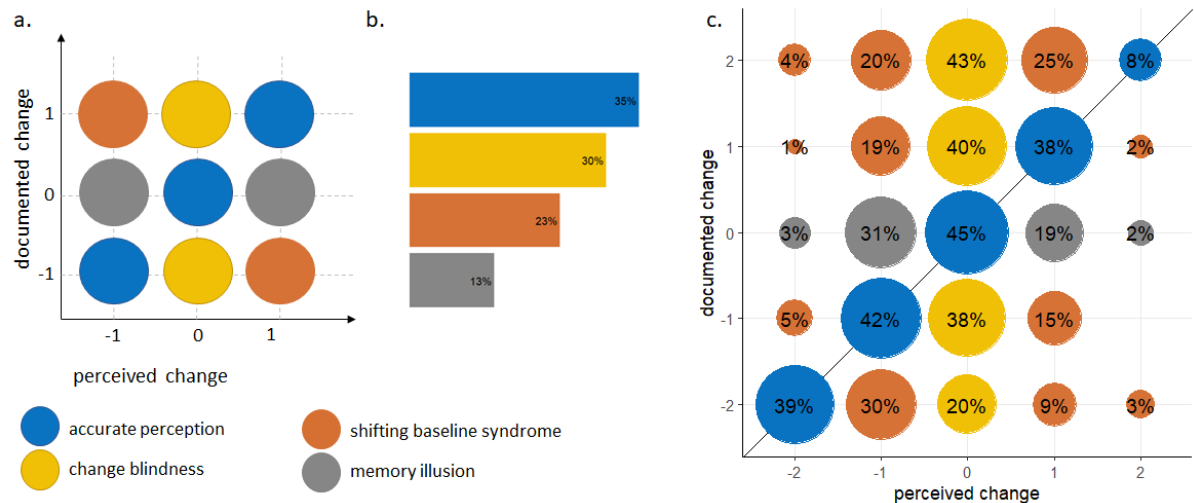 a.
documented change
1
0
-1
-1 0 1
perceived change
accurate perception
change blindness
shifting baseline syndrome
memory illusion
b.
35%
30%
23%
13%
c.
documented change
2
1
0
-1
-2
4% 20% 43% 25% 8%
1% 19% 40% 38% 2%
3% 31% 45% 19% 2%
5% 42% 38% 15%
39% 30% 20% 9% 3%
-2 -1 0 1 2
perceived change